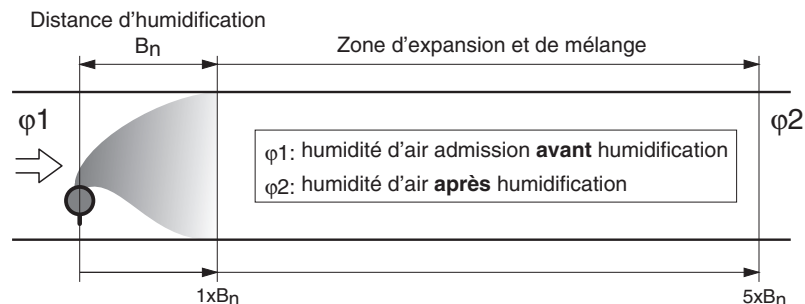 Distance d'humidification
Bn
Zone d'expansion et de mélange
φ1
φ2
φ1: humidité d'air admission avant humidification
φ2: humidité d'air après humidification
1xBn
5xBn